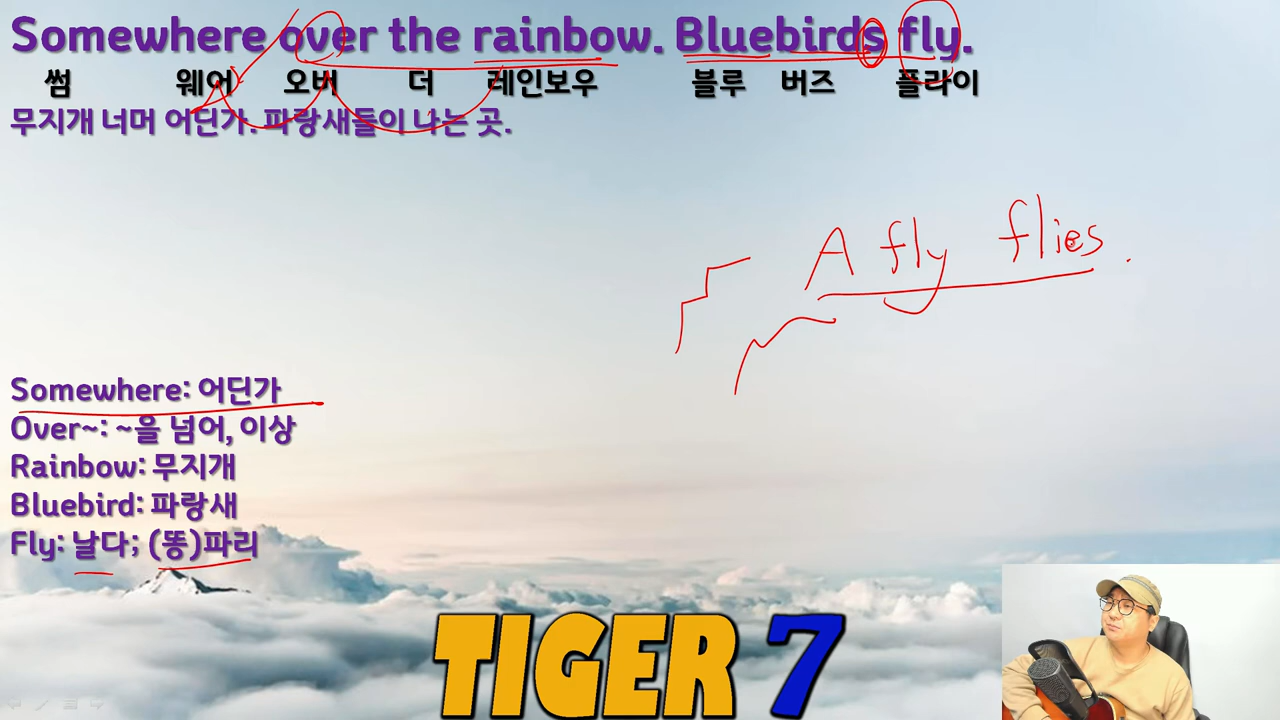 Somewhere over the rainbow. Bluebirds fly.
썸 웨어 오버 더 레인보우 블루 버즈 플라이
무지개 너머 어딘가. 파랑새들이 나는 곳.
A fly flies.
Somewhere: 어딘가
Over~: ~을 넘어, 이상
Rainbow: 무지개
Bluebird: 파랑새
Fly: 날다; (똥)파리
TIGER 7